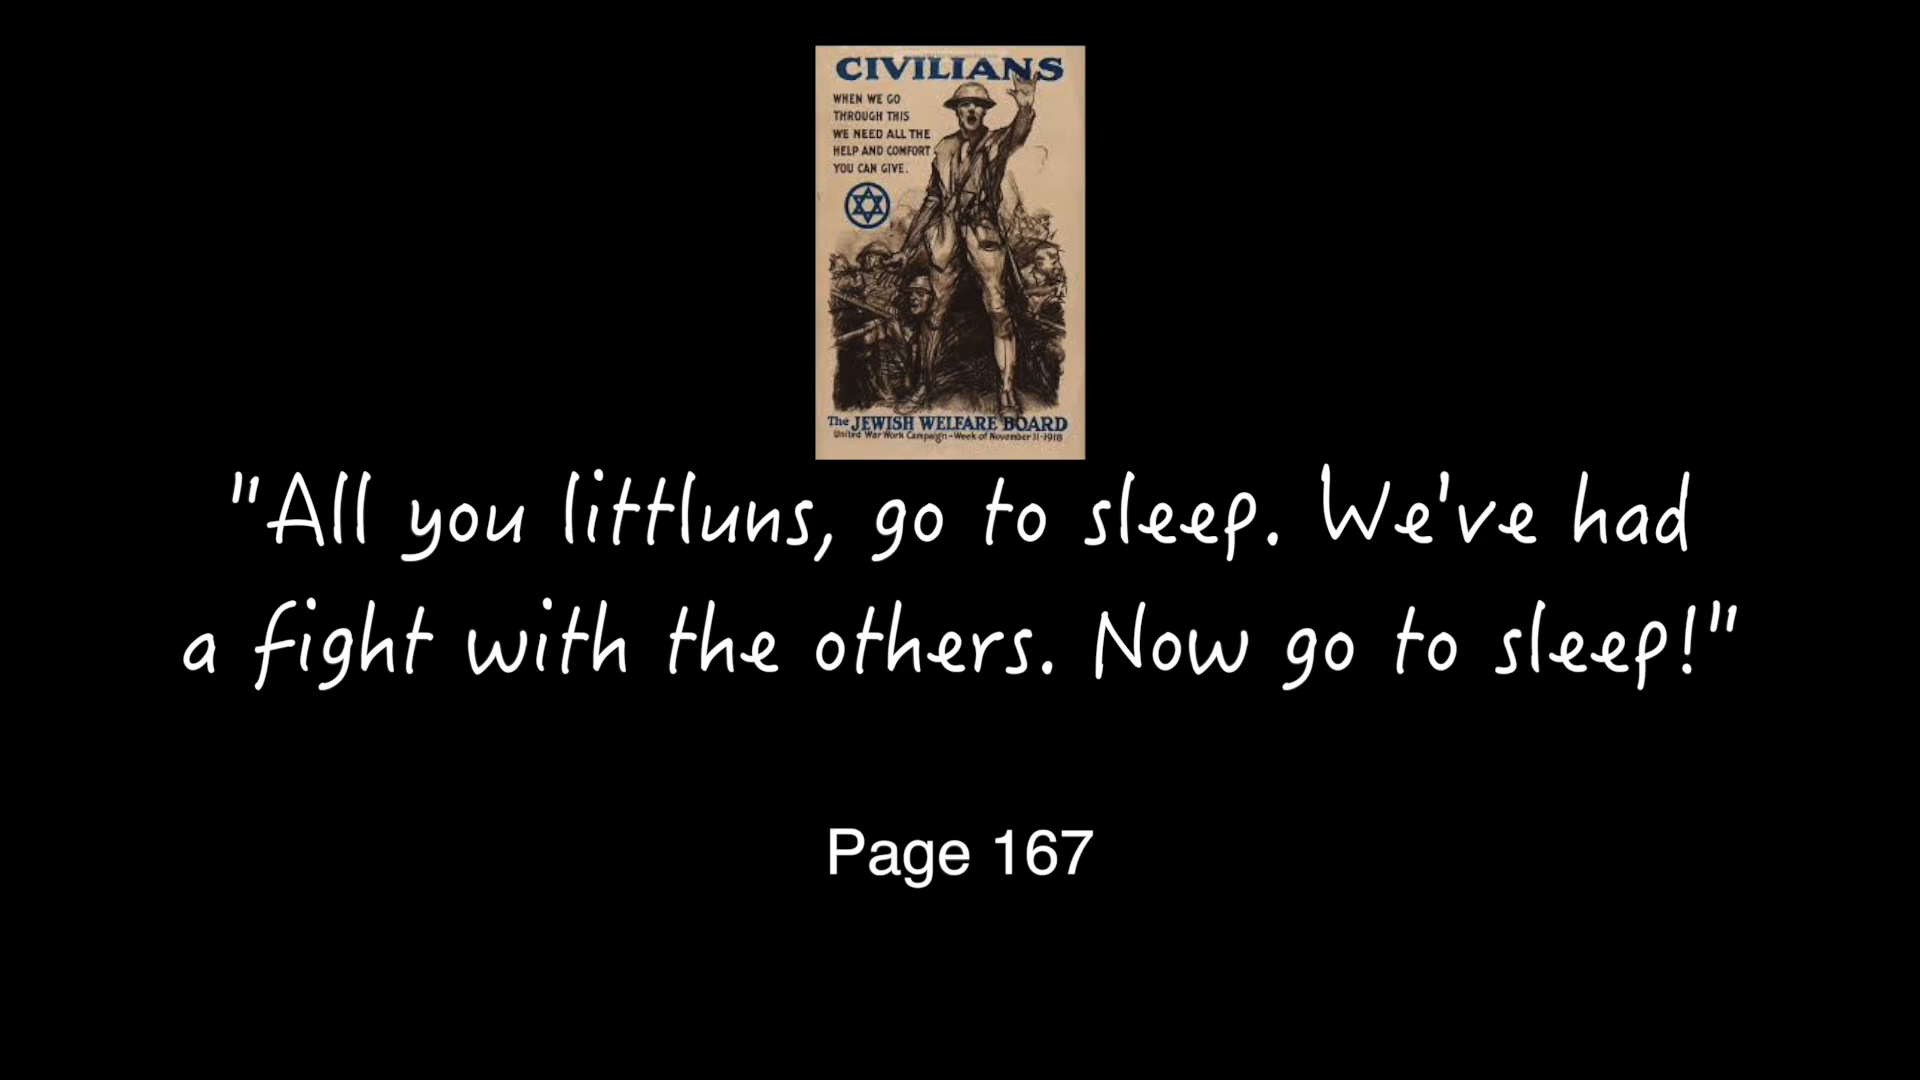 CIVILIANS
WHEN WE GO
THROUGH THIS
WE NEED ALL THE
HELP AND COMFORT
YOU CAN GIVE.
The JEWISH WELFARE BOARD
United War Work Campaign - Week of November 11 - 1918
"All you littluns, go to sleep. We've had
a fight with the others. Now go to sleep!"
Page 167